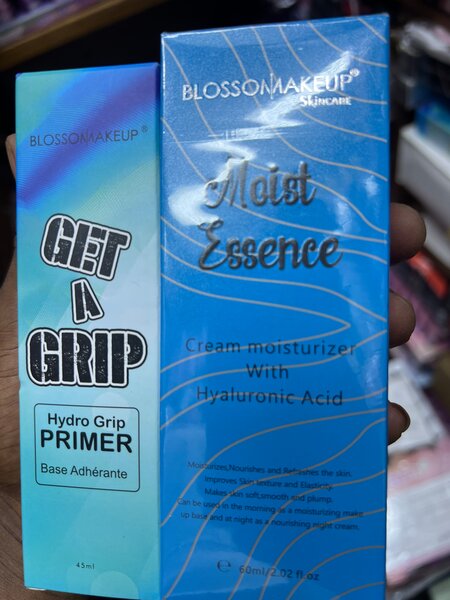 BLOSSOMMAKEUP®
GET
A
GRIP
Hydro Grip
PRIMER
Base Adhérante
45ml
BLOSSOMMAKEUP®
SKINCARE
Moist
Essence
Cream moisturizer
With
Hyaluronic Acid
Moisturizes,Nourishes and Refreshes the skin,
Improves Skin texture and Elasticity.
Makes skin soft,smooth and plump.
Can be used in the morning as a moisturizing make
up base and at night as a nourishing night cream.
℮ 60ml/2.02 fl.oz